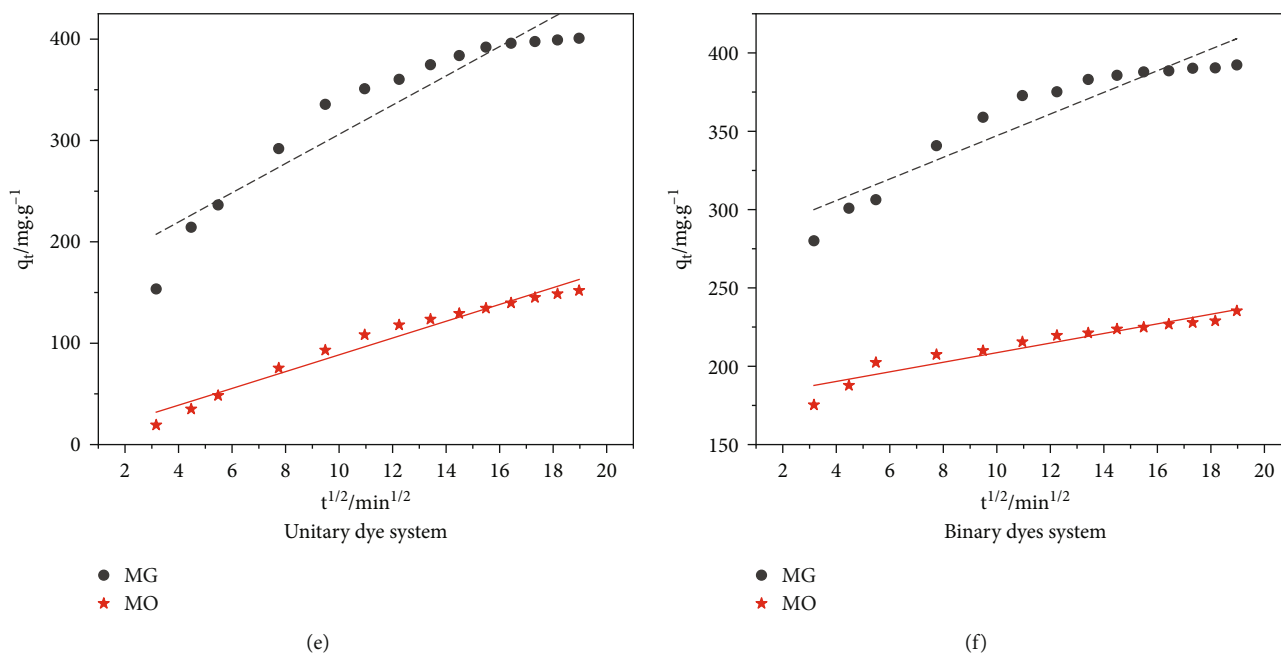 400
300
200
100
0
q_t/mg.g⁻¹
2 4 6 8 10 12 14 16 18 20
t^{1/2}/min^{1/2}
Unitary dye system
MG
MO
(e)
400
350
300
250
200
150
q_t/mg.g⁻¹
2 4 6 8 10 12 14 16 18 20
t^{1/2}/min^{1/2}
Binary dyes system
MG
MO
(f)